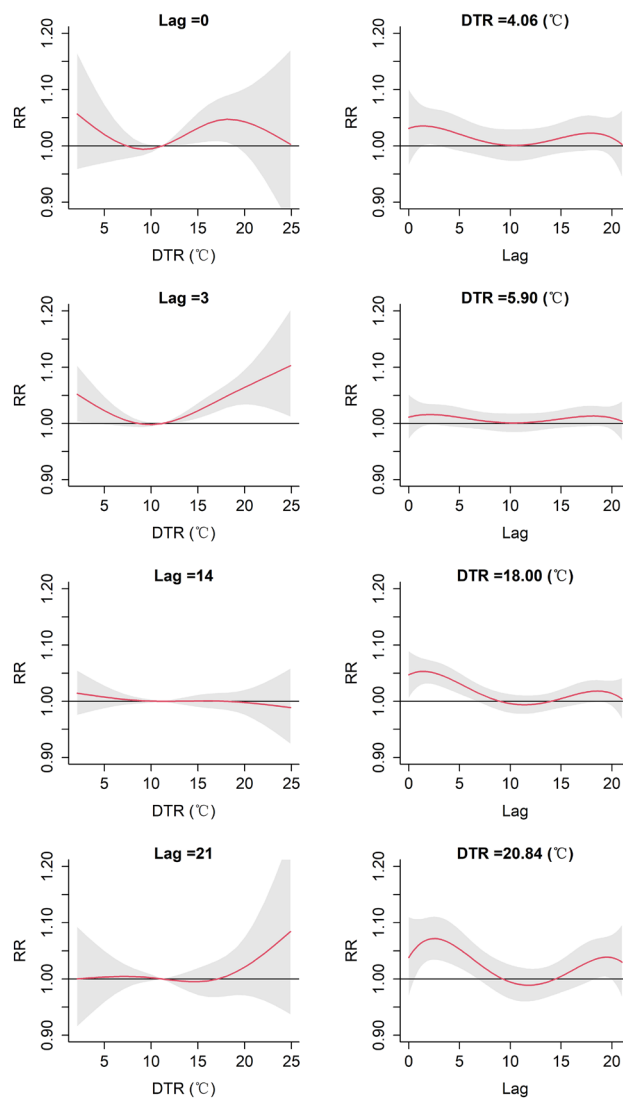 Lag =0
RR
0.90 1.00 1.10 1.20
5 10 15 20 25
DTR (℃)
DTR =4.06 (℃)
RR
0.90 1.00 1.10 1.20
0 5 10 15 20
Lag
Lag =3
RR
0.90 1.00 1.10 1.20
5 10 15 20 25
DTR (℃)
DTR =5.90 (℃)
RR
0.90 1.00 1.10 1.20
0 5 10 15 20
Lag
Lag =14
RR
0.90 1.00 1.10 1.20
5 10 15 20 25
DTR (℃)
DTR =18.00 (℃)
RR
0.90 1.00 1.10 1.20
0 5 10 15 20
Lag
Lag =21
RR
0.90 1.00 1.10 1.20
5 10 15 20 25
DTR (℃)
DTR =20.84 (℃)
RR
0.90 1.00 1.10 1.20
0 5 10 15 20
Lag